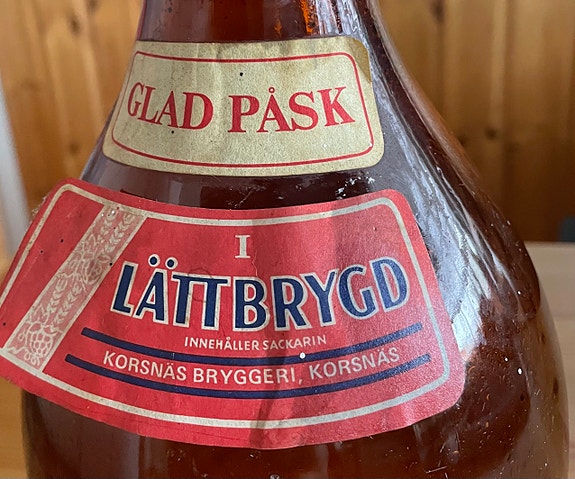 GLAD PÅSK
I
LÄTTBRYGD
INNEHÅLLER SACKARIN
KORSNÄS BRYGGERI, KORSNÄS